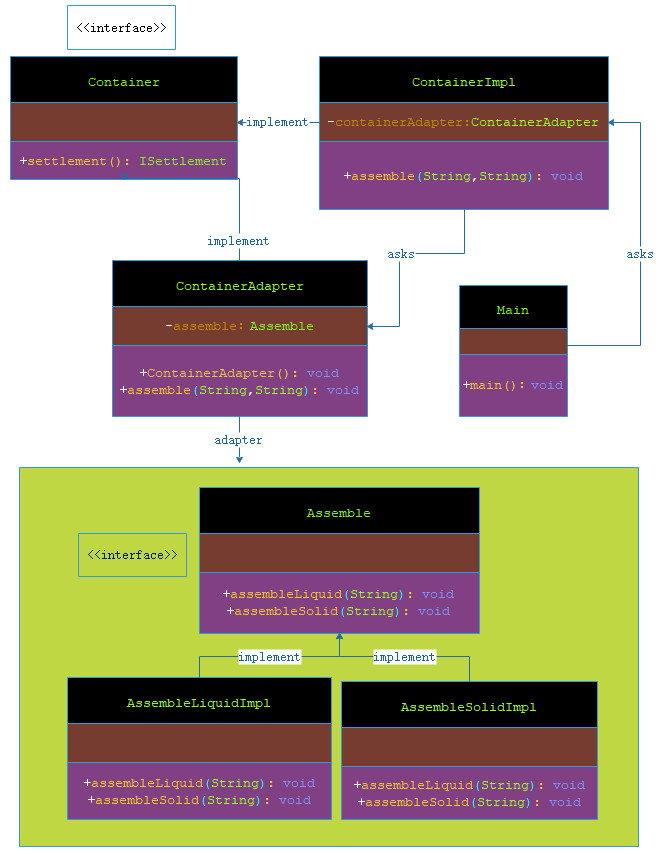 <<interface>>
Container
+settlement(): ISettlement
ContainerImpl
-containerAdapter:ContainerAdapter
+assemble(String,String): void
implement
implement
asks
asks
ContainerAdapter
-assemble: Assemble
+ContainerAdapter(): void
+assemble(String,String): void
Main
+main(): void
adapter
Assemble
<<interface>>
+assembleLiquid(String): void
+assembleSolid(String): void
implement
implement
AssembleLiquidImpl
+assembleLiquid(String): void
+assembleSolid(String): void
AssembleSolidImpl
+assembleLiquid(String): void
+assembleSolid(String): void